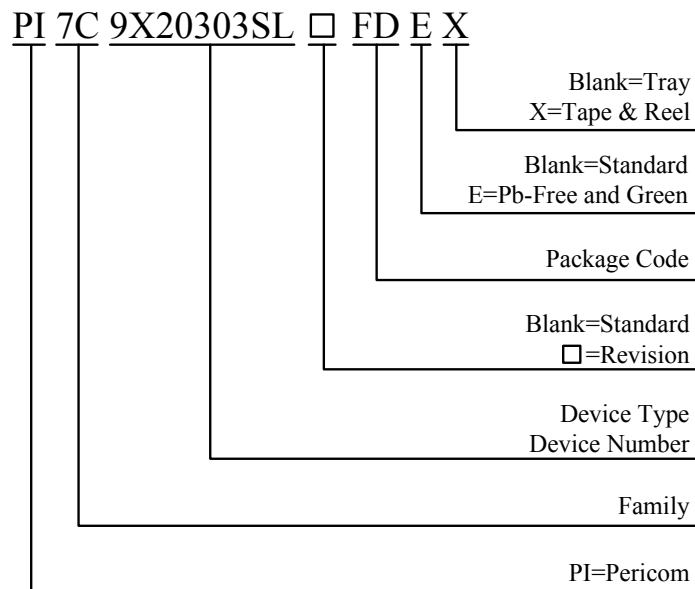 PI 7C 9X20303SL □ FD E X
Blank=Tray
X=Tape & Reel
Blank=Standard
E=Pb-Free and Green
Package Code
Blank=Standard
□=Revision
Device Type
Device Number
Family
PI=Pericom